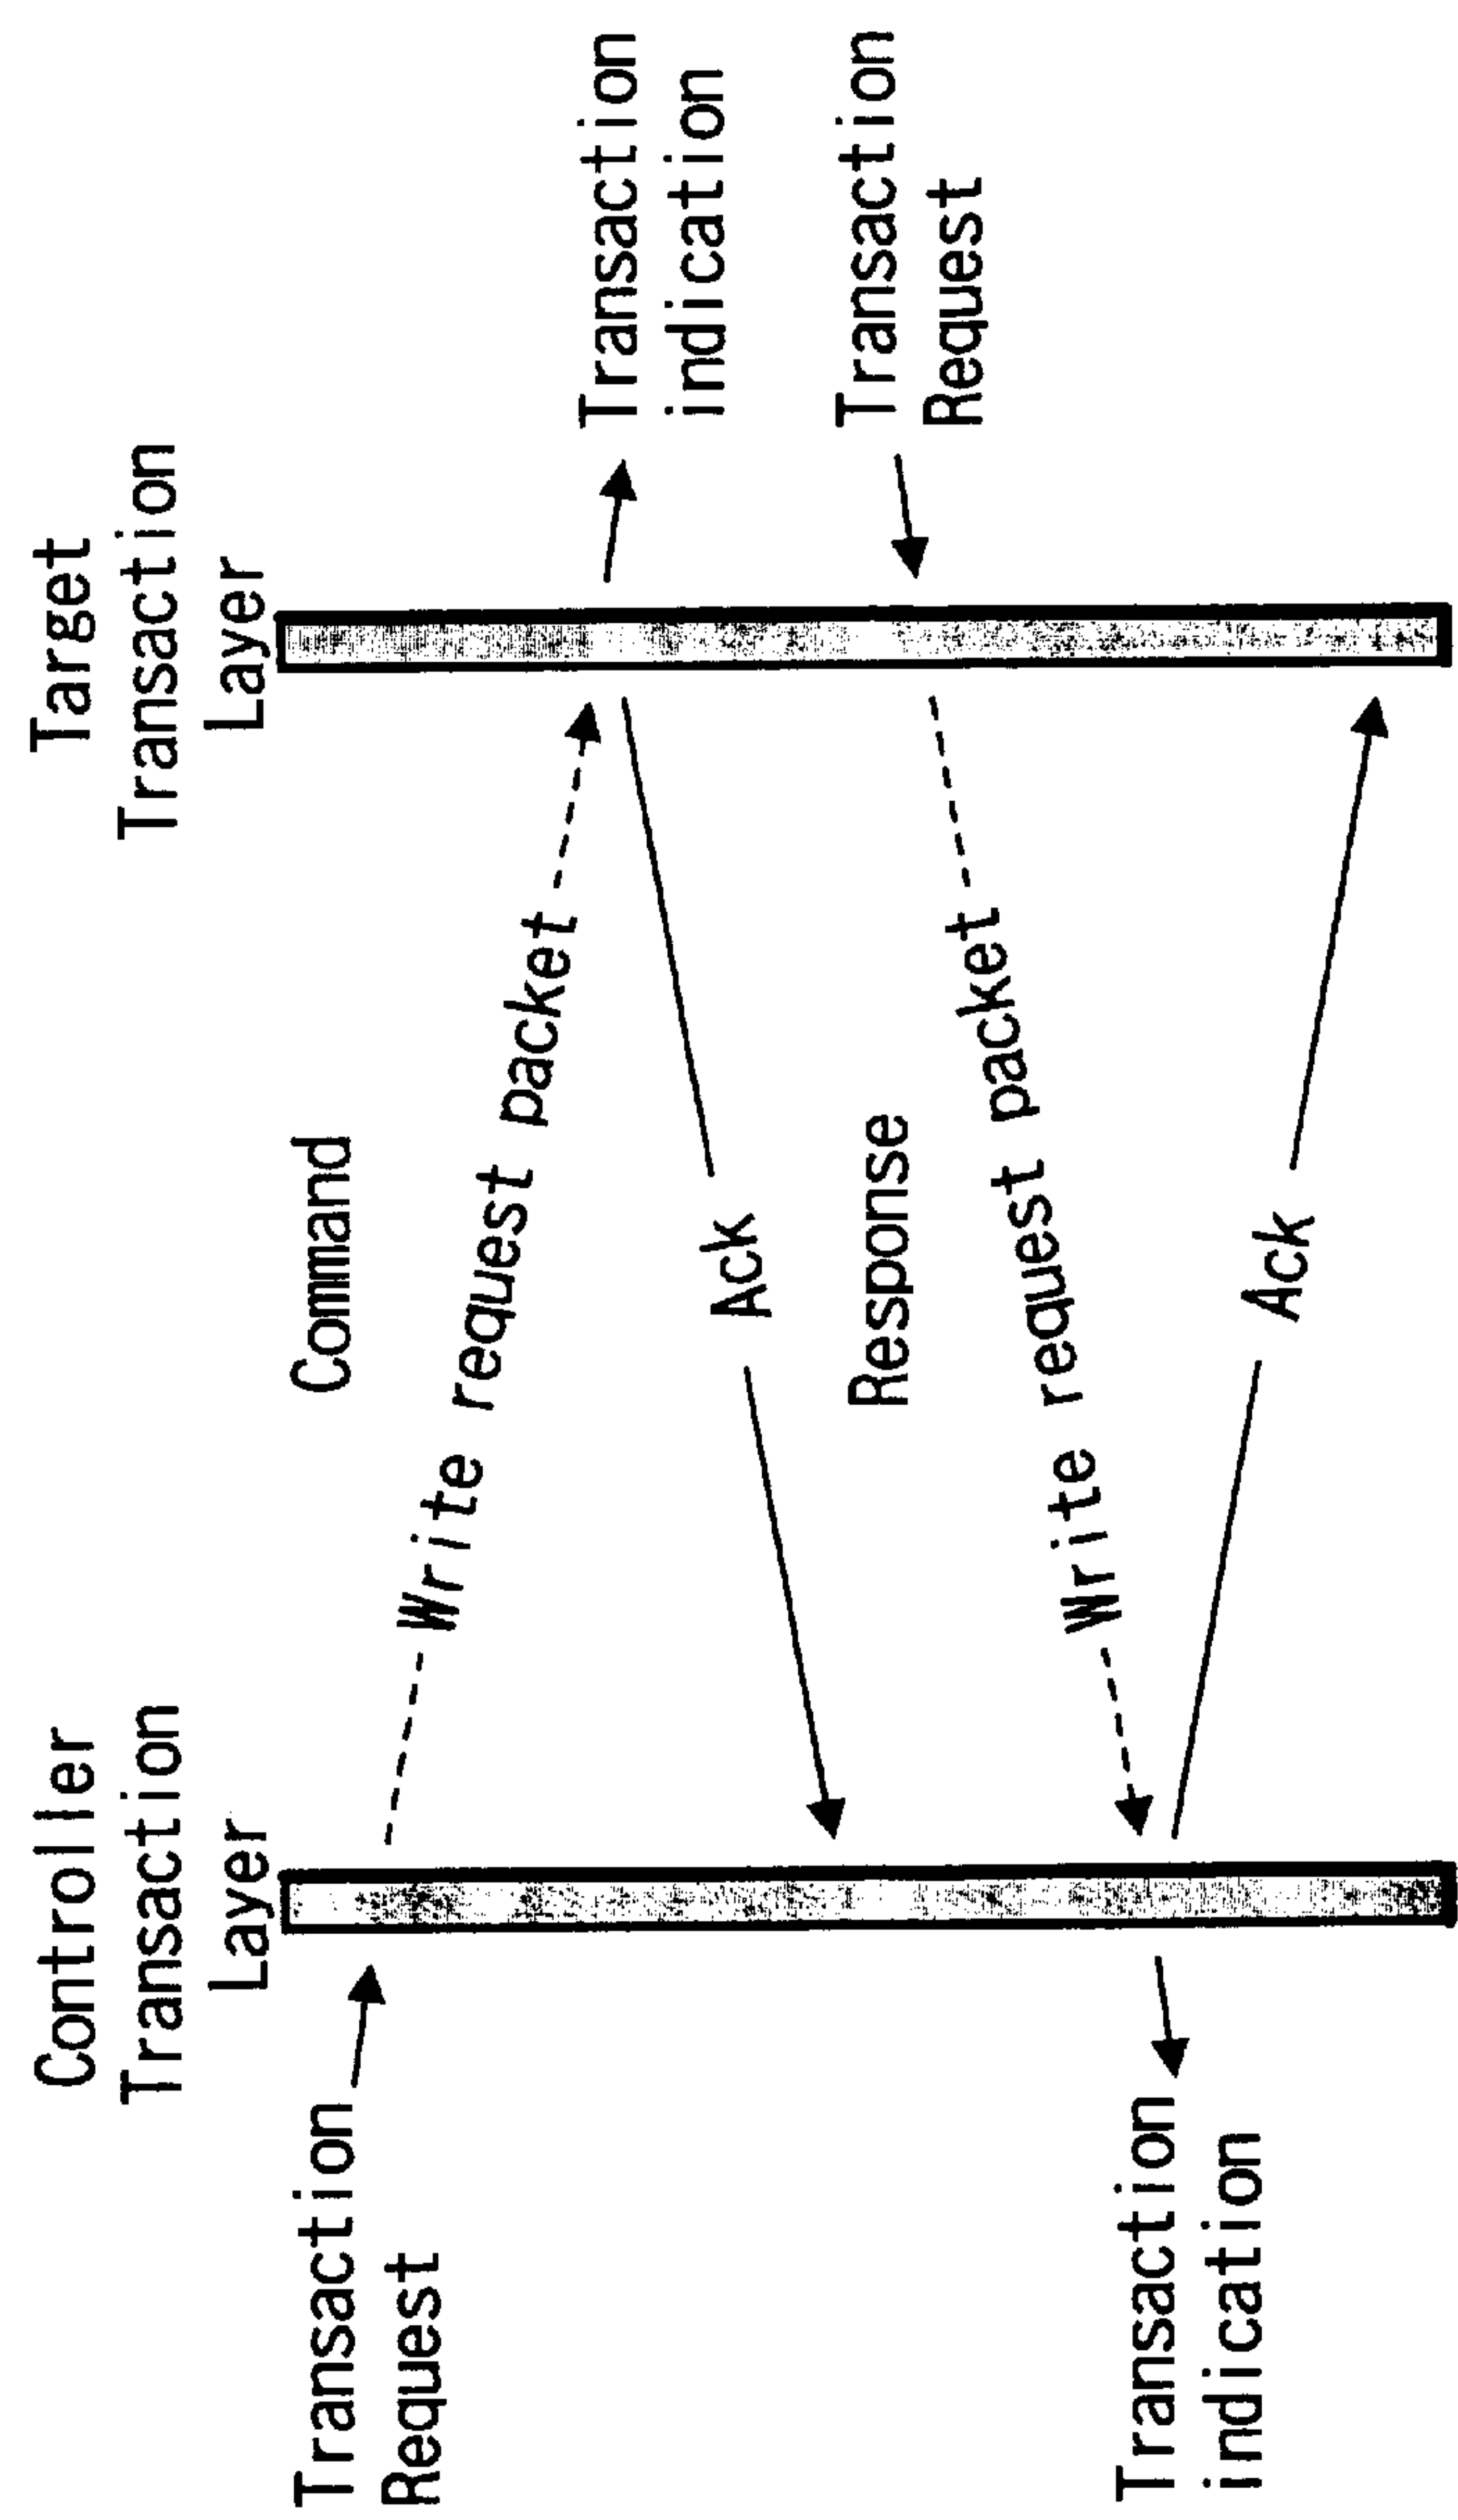 Controller
Transaction
Layer
Target
Transaction
Layer
Transaction
Request
Command
Write request packet
Transaction
indication
Ack
Transaction
Request
Response
Write request packet
Transaction
indication
Ack